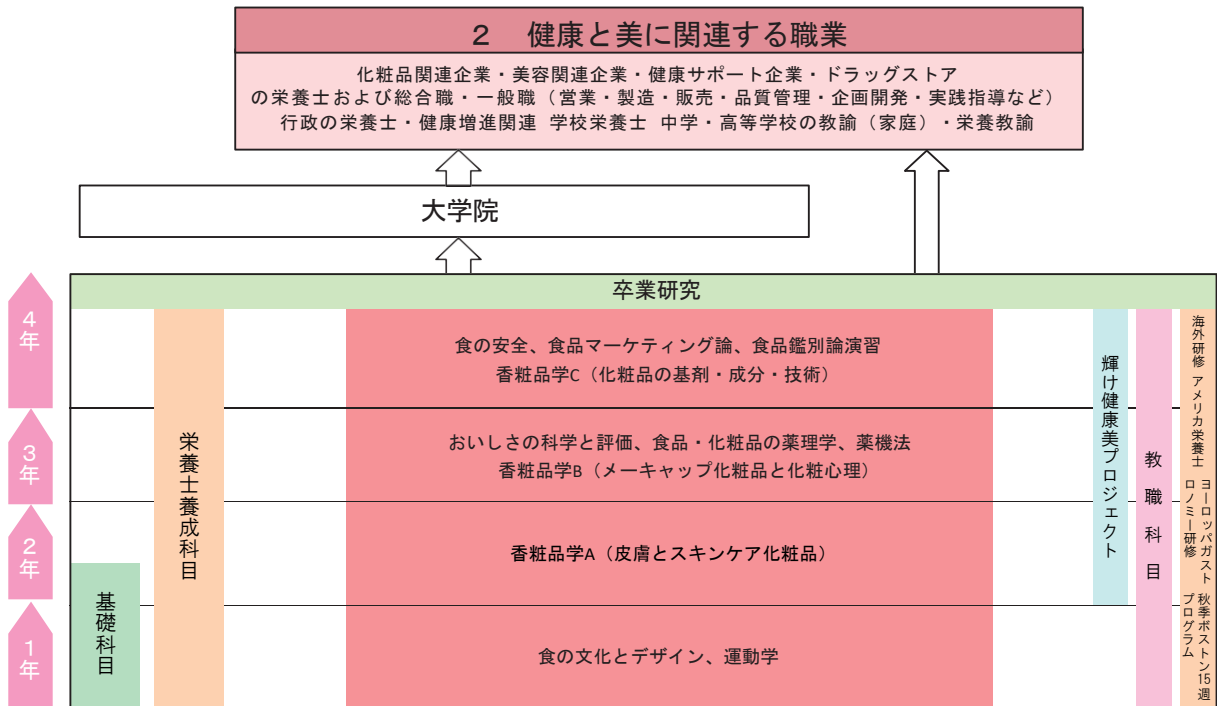 ２　健康と美に関連する職業
化粧品関連企業・美容関連企業・健康サポート企業・ドラッグストア
の栄養士および総合職・一般職（営業・製造・販売・品質管理・企画開発・実践指導など）
行政の栄養士・健康増進関連 学校栄養士 中学・高等学校の教諭（家庭）・栄養教諭
大学院
卒業研究
４年
食の安全、食品マーケティング論、食品鑑別論演習
香粧品学C（化粧品の基剤・成分・技術）
３年
おいしさの科学と評価、食品・化粧品の薬理学、薬機法
香粧品学B（メーキャップ化粧品と化粧心理）
２年
香粧品学A（皮膚とスキンケア化粧品）
１年
食の文化とデザイン、運動学
基礎科目
栄養士養成科目
輝け健康美プロジェクト
教職科目
海外研修 アメリカ栄養士
ヨーロッパガスト
ロノミー研修
秋季ボストン15週
プログラム